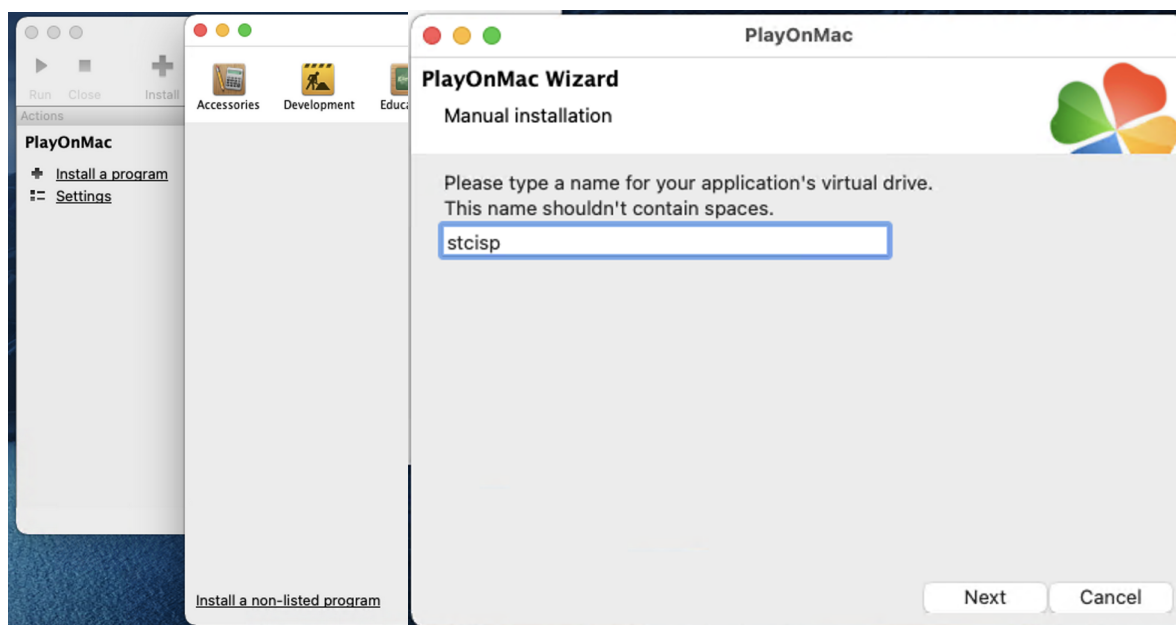 Run Close Install
Actions
PlayOnMac
Install a program
Settings
Accessories Development
Install a non-listed program
PlayOnMac
PlayOnMac Wizard
Manual installation
Please type a name for your application's virtual drive.
This name shouldn't contain spaces.
stcisp
Next Cancel